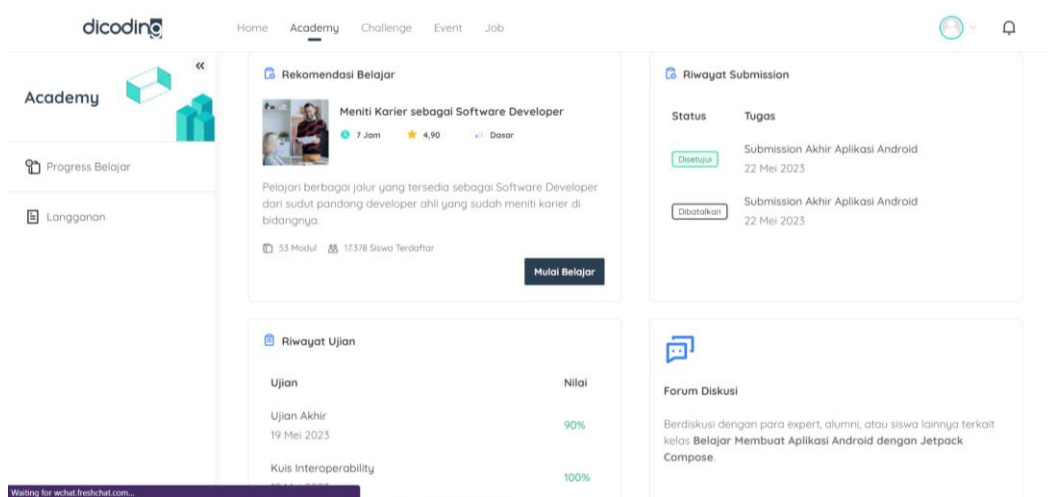 dicoding
Home Academy Challenge Event Job
Academy
Progress Belajar
Langganan
Rekomendasi Belajar
Meniti Karier sebagai Software Developer
7 Jam 4,90 Dasar
Pelajari berbagai jalur yang tersedia sebagai Software Developer
dari sudut pandang developer ahli yang sudah meniti karier di
bidangnya.
53 Modul 17.378 Siswa Terdaftar
Mulai Belajar
Riwayat Submission
Status Tugas
Disetujui
Submission Akhir Aplikasi Android
22 Mei 2023
Dibatalkan
Submission Akhir Aplikasi Android
22 Mei 2023
Riwayat Ujian
Ujian Nilai
Ujian Akhir
19 Mei 2023
90%
Kuis Interoperability
100%
Forum Diskusi
Berdiskusi dengan para expert, alumni, atau siswa lainnya terkait
kelas Belajar Membuat Aplikasi Android dengan Jetpack
Compose.
Waiting for wchat.freshchat.com...